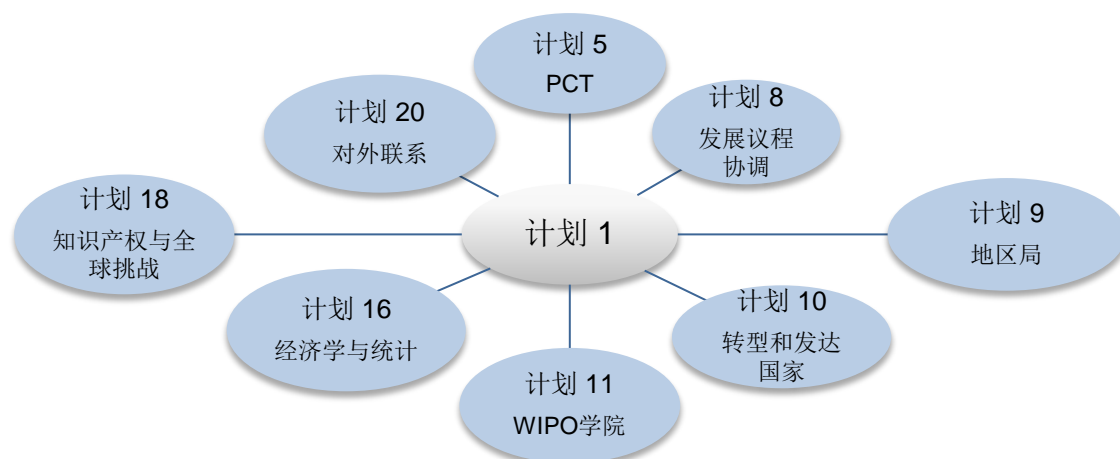 计划 5
PCT
计划 20
对外联系
计划 8
发展议程
协调
计划 18
知识产权与全
球挑战
计划 1
计划 9
地区局
计划 16
经济学与统计
计划 10
转型和发达
国家
计划 11
WIPO学院